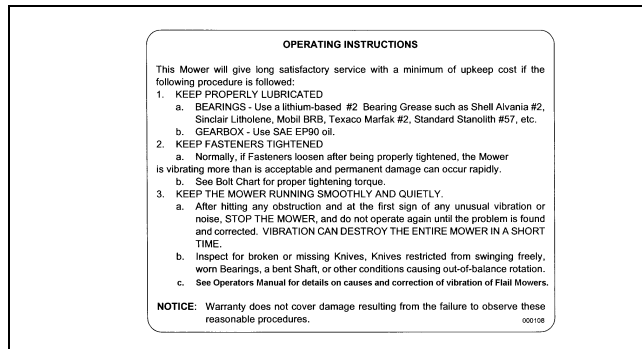 OPERATING INSTRUCTIONS
This Mower will give long satisfactory service with a minimum of upkeep cost if the
following procedure is followed:
1. KEEP PROPERLY LUBRICATED
a. BEARINGS - Use a lithium-based #2 Bearing Grease such as Shell Alvania #2,
Sinclair Litholene, Mobil BRB, Texaco Marfak #2, Standard Stanolith #57, etc.
b. GEARBOX - Use SAE EP90 oil.
2. KEEP FASTENERS TIGHTENED
a. Normally, if Fasteners loosen after being properly tightened, the Mower
is vibrating more than is acceptable and permanent damage can occur rapidly.
b. See Bolt Chart for proper tightening torque.
3. KEEP THE MOWER RUNNING SMOOTHLY AND QUIETLY.
a. After hitting any obstruction and at the first sign of any unusual vibration or
noise, STOP THE MOWER, and do not operate again until the problem is found
and corrected. VIBRATION CAN DESTROY THE ENTIRE MOWER IN A SHORT
TIME.
b. Inspect for broken or missing Knives, Knives restricted from swinging freely,
worn Bearings, a bent Shaft, or other conditions causing out-of-balance rotation.
c. See Operators Manual for details on causes and correction of vibration of Flail Mowers.
NOTICE: Warranty does not cover damage resulting from the failure to observe these
reasonable procedures.
000108